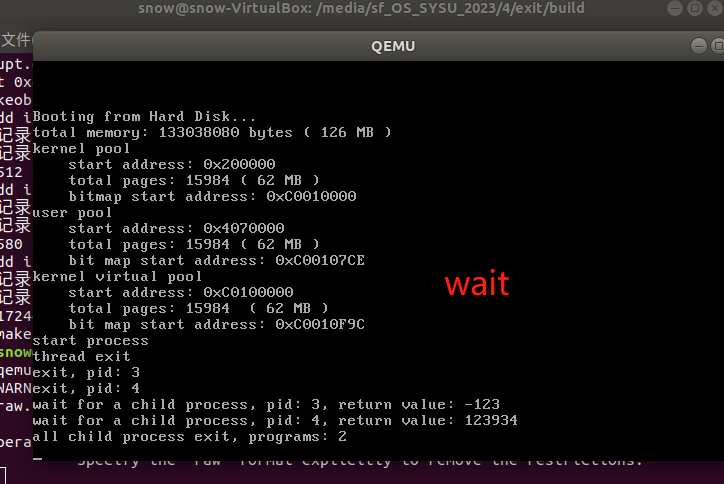 snow@snow-VirtualBox: /media/sf_OS_SYSU_2023/4/exit/build
文件(
QEMU
upt.
t 0x
keob
dd i
记录
记录
512
dd i
记录
记录
580
dd i
记录
记录
1724
make
snow
qemu
WARN
raw.
opera
Booting from Hard Disk...
total memory: 133038080 bytes ( 126 MB )
kernel pool
    start address: 0x200000
    total pages: 15984 ( 62 MB )
    bitmap start address: 0xC0010000
user pool
    start address: 0x4070000
    total pages: 15984 ( 62 MB )
    bit map start address: 0xC00107CE
kernel virtual pool
    start address: 0xC0100000
    total pages: 15984  ( 62 MB )
    bit map start address: 0xC0010F9C
start process
thread exit
exit, pid: 3
exit, pid: 4
wait for a child process, pid: 3, return value: -123
wait for a child process, pid: 4, return value: 123934
all child process exit, programs: 2
wait
Specify the 'raw' format explicitly to remove the restrictions.